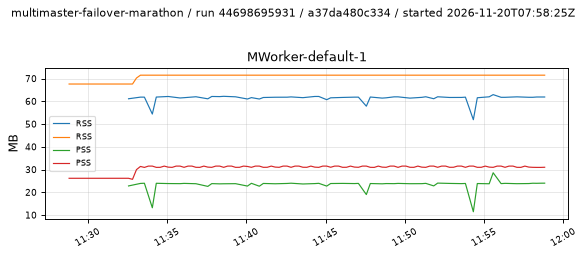 multimaster-failover-marathon / run 44698695931 / a37da480c334 / started 2026-11-20T07:58:25Z
MWorker-default-1
MB
70
60
50
40
30
20
10
RSS
RSS
PSS
PSS
11:30
11:35
11:40
11:45
11:50
11:55
12:00